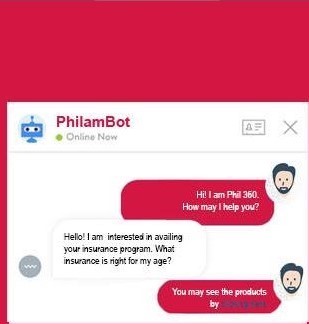 PhilamBot
Online Now
Hi! I am Phil 360.
How may I help you?
Hello! I am interested in availing
your insurance program. What
insurance is right for my age?
You may see the products
by